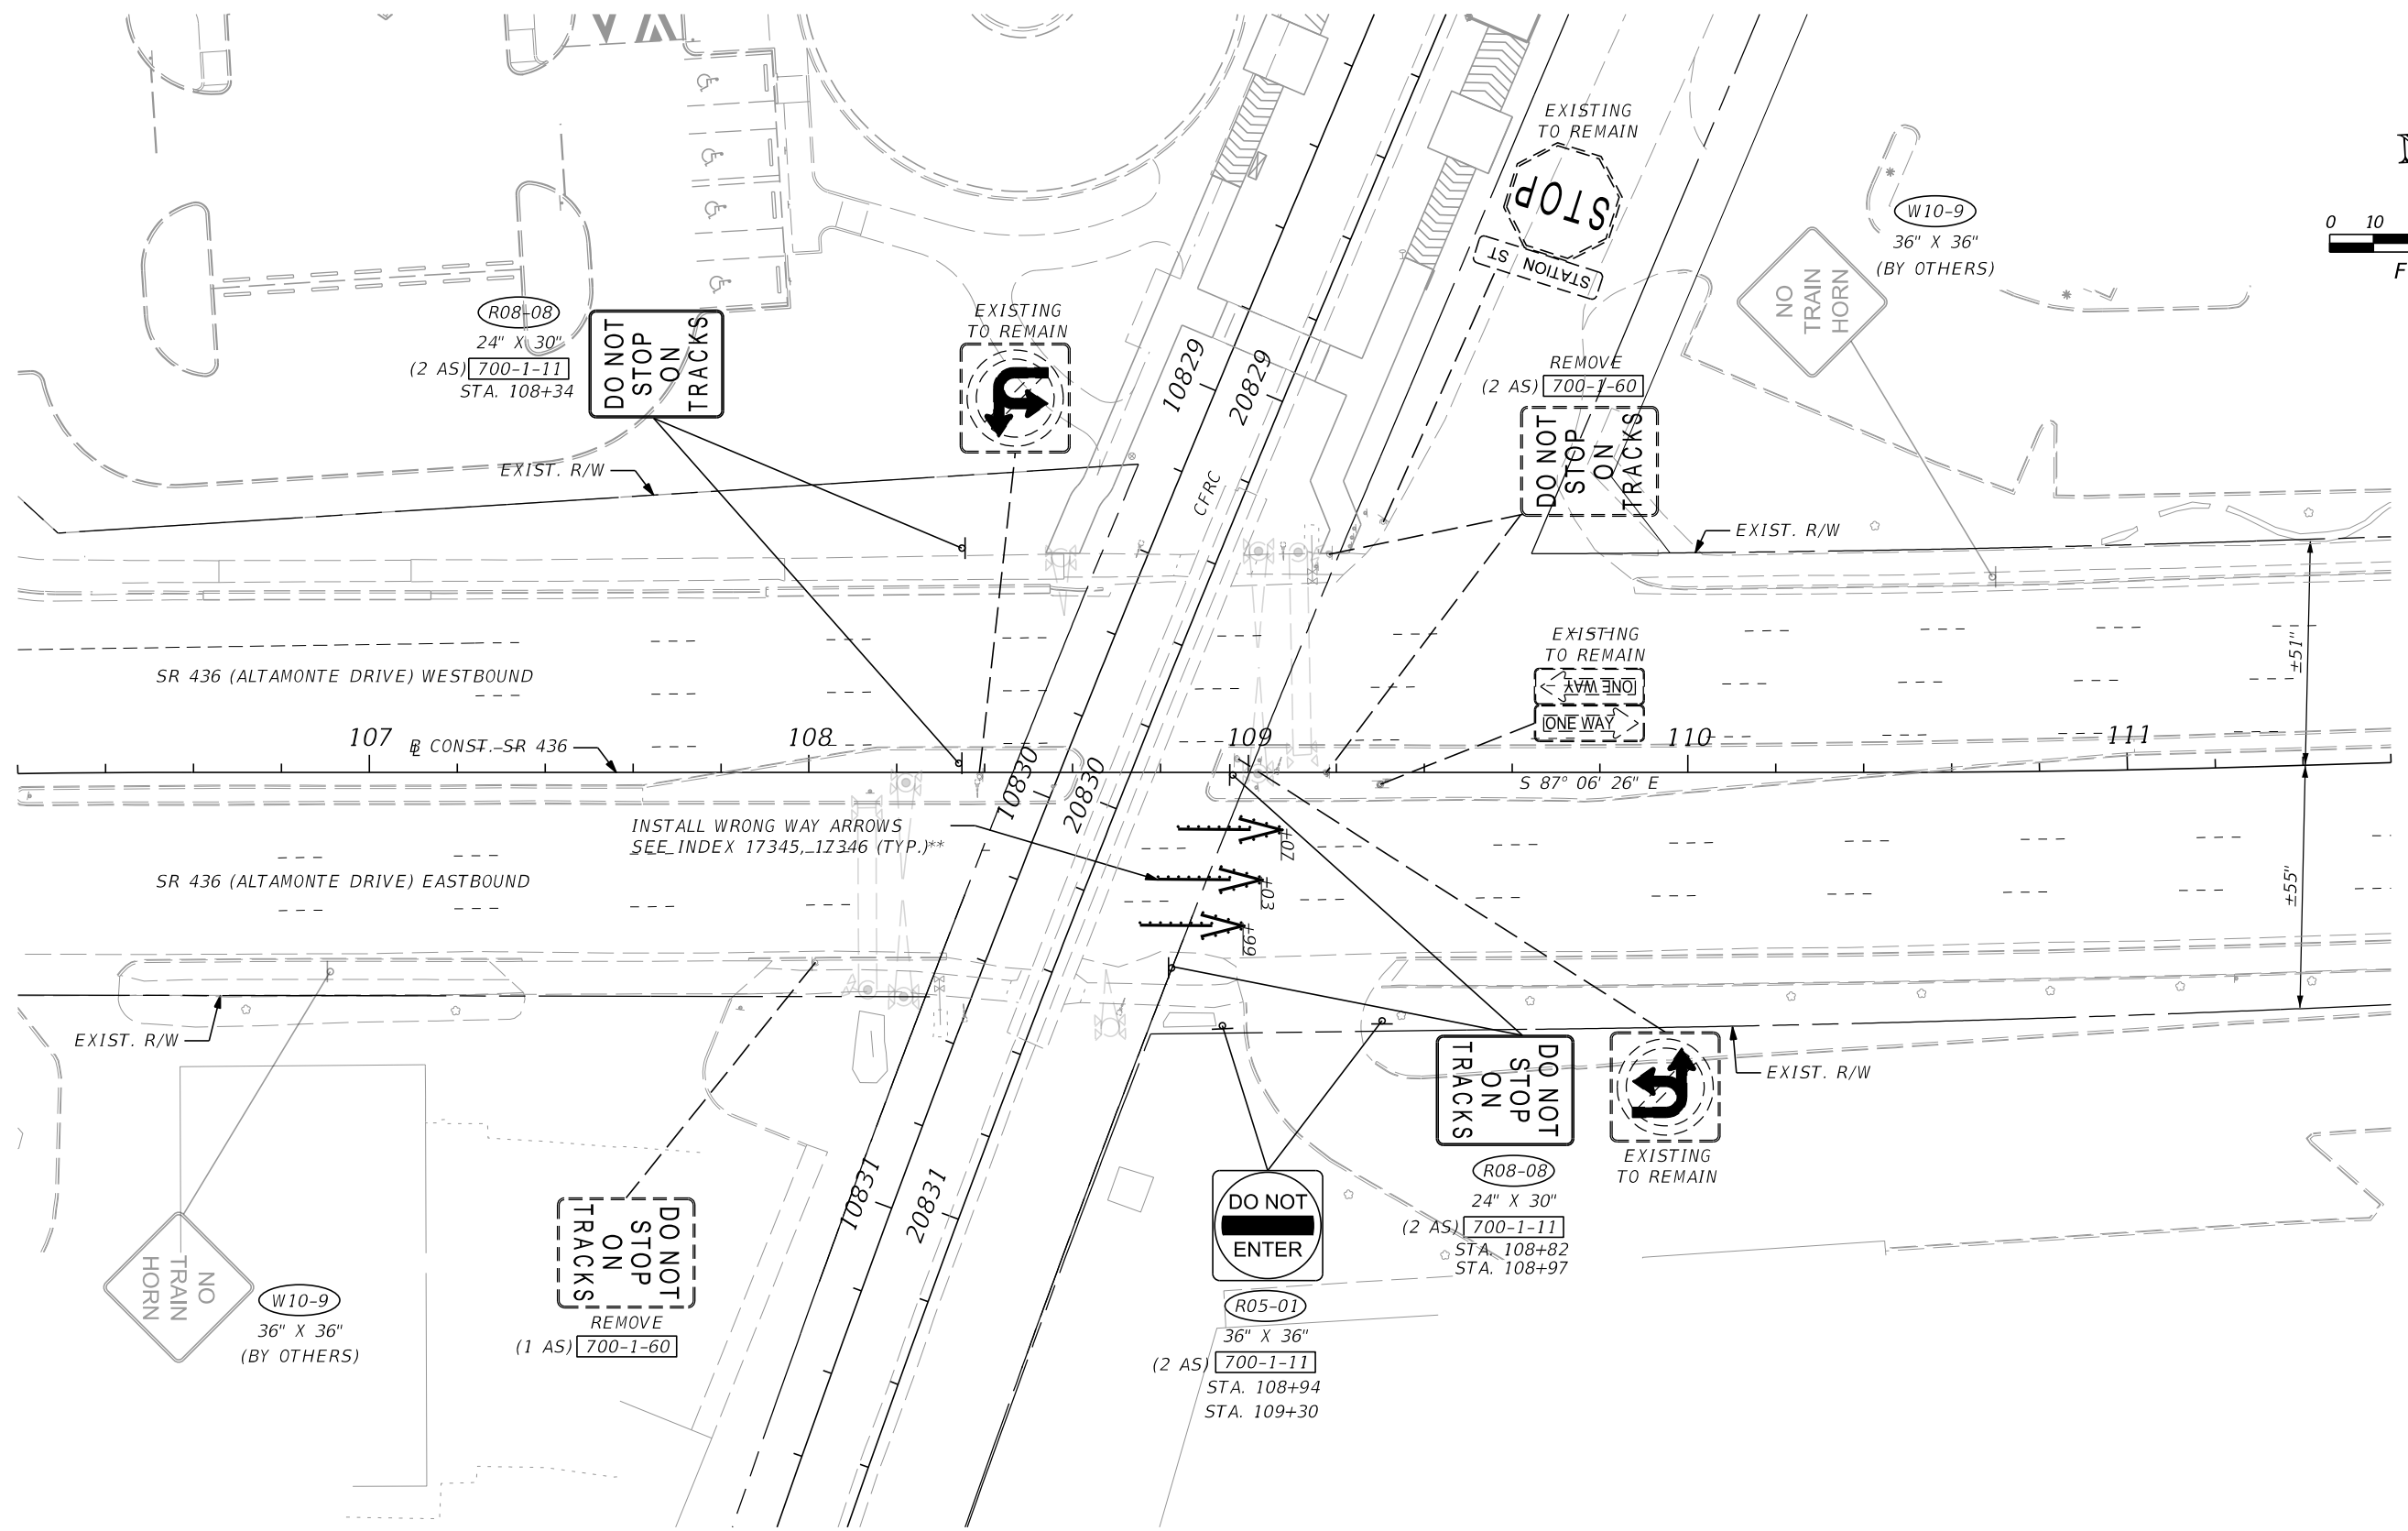 EXISTING
TO REMAIN
STOP
STATION ST
W10-9
36" X 36"
(BY OTHERS)
NO
TRAIN
HORN
0 10
F
R08-08
24" X 30"
(2 AS) 700-1-11
STA. 108+34
DO NOT
STOP
ON
TRACKS
EXISTING
TO REMAIN
10829
20829
REMOVE
(2 AS) 700-1-60
DO NOT
STOP
ON
TRACKS
EXIST. R/W
CFRC
EXIST. R/W
±51"
EXISTING
TO REMAIN
ONE WAY
ONE WAY
SR 436 (ALTAMONTE DRIVE) WESTBOUND
107
108
109
110
111
B CONST. SR 436
S 87° 06' 26" E
10830
20830
INSTALL WRONG WAY ARROWS
SEE INDEX 17345, 17346 (TYP.)**
+07
+03
+99
SR 436 (ALTAMONTE DRIVE) EASTBOUND
±55"
EXIST. R/W
EXIST. R/W
DO NOT
STOP
ON
TRACKS
R08-08
24" X 30"
(2 AS) 700-1-11
STA. 108+82
STA. 108+97
EXISTING
TO REMAIN
10831
20831
DO NOT
STOP
ON
TRACKS
REMOVE
(1 AS) 700-1-60
NO
TRAIN
HORN
W10-9
36" X 36"
(BY OTHERS)
DO NOT
ENTER
R05-01
36" X 36"
(2 AS) 700-1-11
STA. 108+94
STA. 109+30